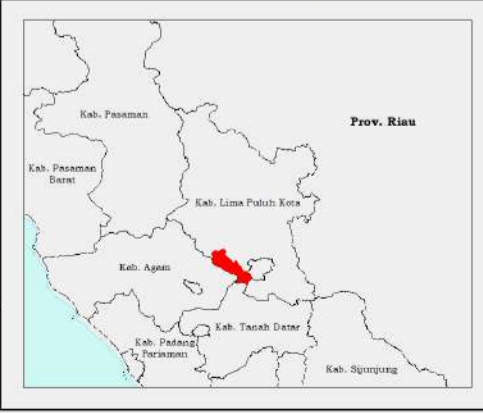 Kab. Pasaman
Prov. Riau
Kab. Pasaman
Barat
Kab. Lima Puluh Kota
Kab. Agam
Kab. Tanah Datar
Kab. Padang
Pariaman
Kab. Sijunjung